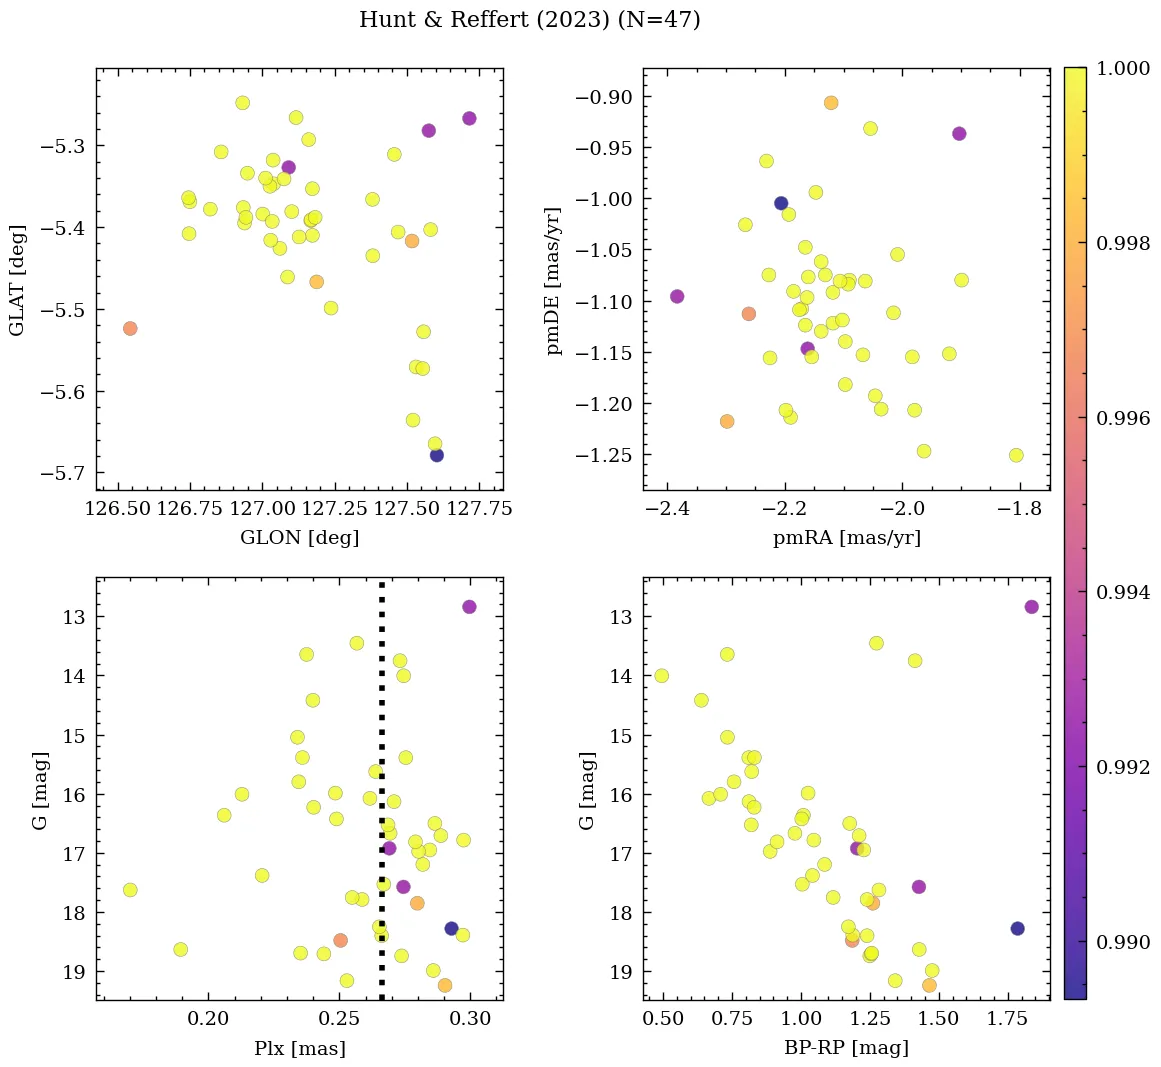 Hunt & Reffert (2023) (N=47)
−5.3
−5.4
−5.5
−5.6
−5.7
GLAT [deg]
126.50 126.75 127.00 127.25 127.50 127.75
GLON [deg]
−0.90
−0.95
−1.00
−1.05
−1.10
−1.15
−1.20
−1.25
pmDE [mas/yr]
−2.4 −2.2 −2.0 −1.8
pmRA [mas/yr]
13
14
15
16
17
18
19
G [mag]
0.20 0.25 0.30
Plx [mas]
13
14
15
16
17
18
19
G [mag]
0.50 0.75 1.00 1.25 1.50 1.75
BP-RP [mag]
1.000
0.998
0.996
0.994
0.992
0.990